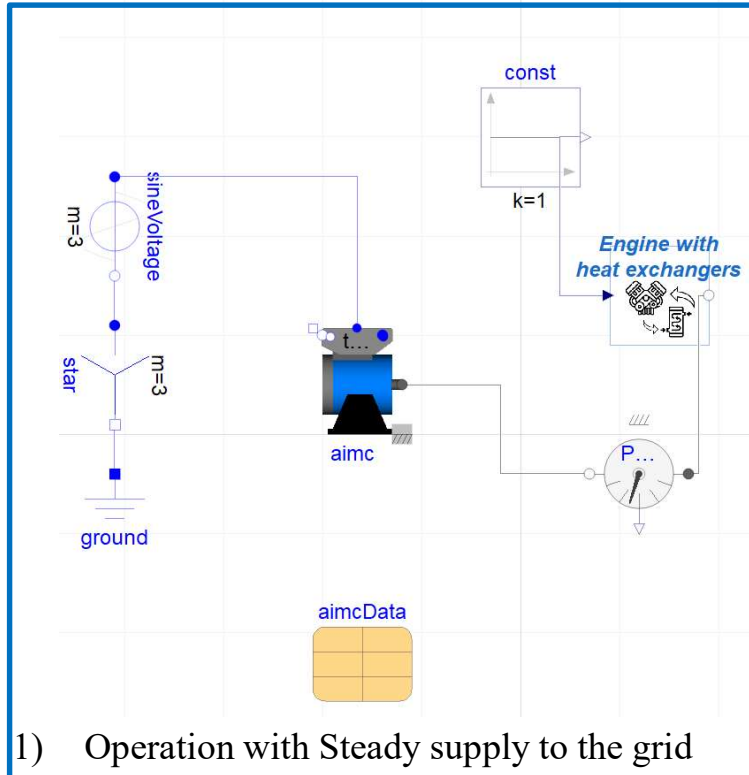 const
k=1
sineVoltage
m=3
Engine with
heat exchangers
star
m=3
t...
aimc
P...
ground
aimcData
1) Operation with Steady supply to the grid